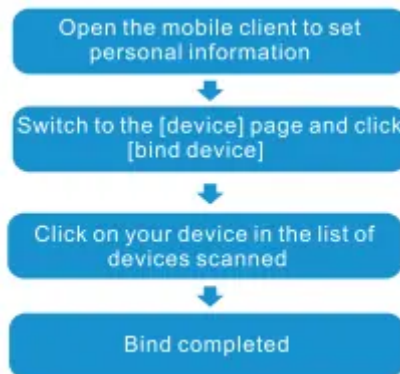 Open the mobile client to set
personal information
Switch to the [device] page and click
[bind device]
Click on your device in the list of
devices scanned
Bind completed